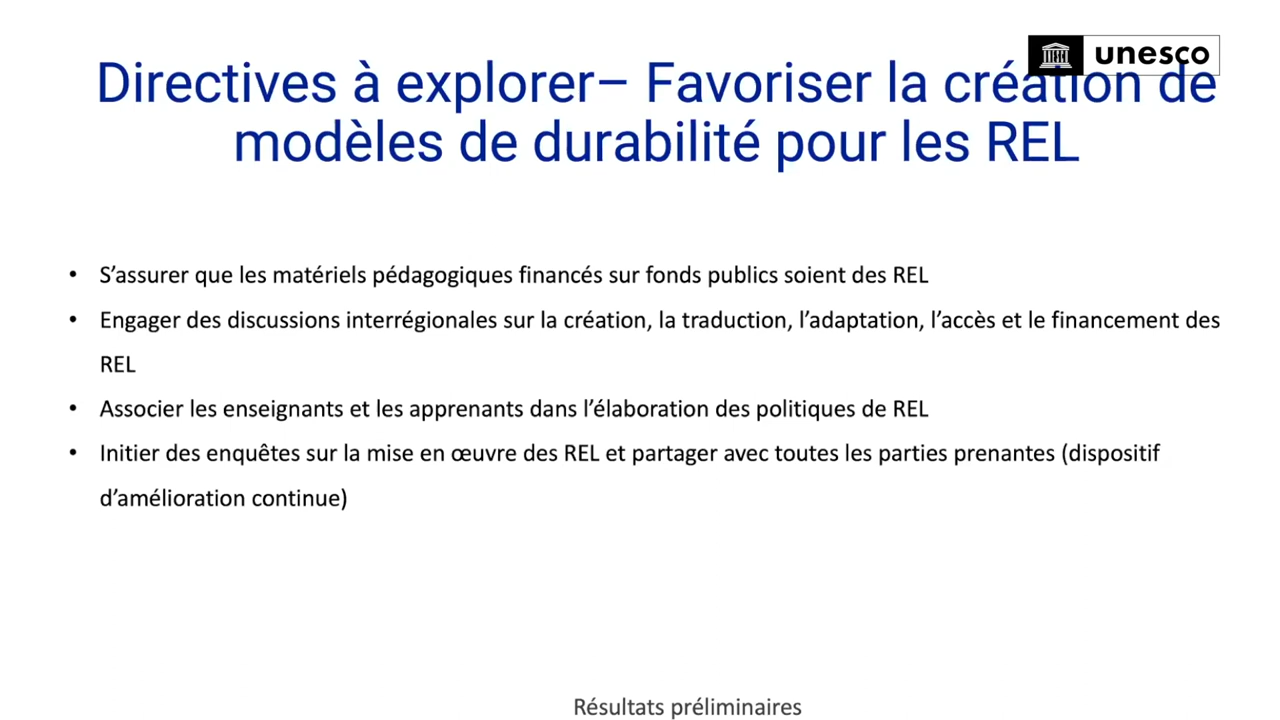 unesco
Directives à explorer– Favoriser la création de
modèles de durabilité pour les REL
• S’assurer que les matériels pédagogiques financés sur fonds publics soient des REL
• Engager des discussions interrégionales sur la création, la traduction, l’adaptation, l’accès et le financement des
REL
• Associer les enseignants et les apprenants dans l’élaboration des politiques de REL
• Initier des enquêtes sur la mise en œuvre des REL et partager avec toutes les parties prenantes (dispositif
d’amélioration continue)
Résultats préliminaires